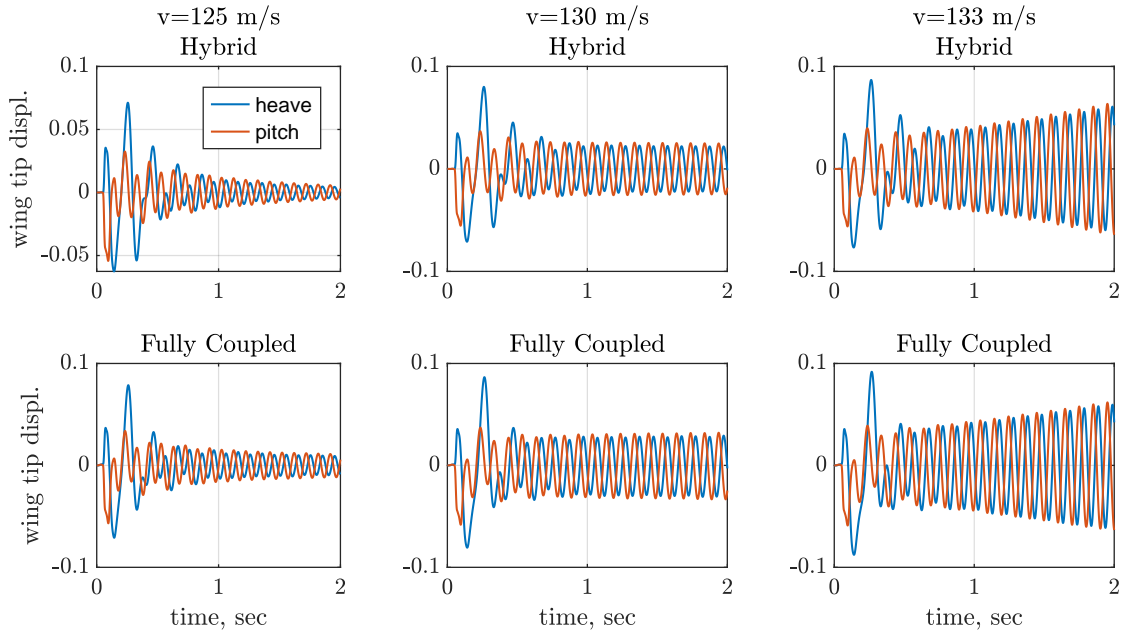 v=125 m/s
Hybrid
v=130 m/s
Hybrid
v=133 m/s
Hybrid
wing tip displ.
0.1
0.05
0
-0.05
heave
pitch
0
1
2
0.1
0
-0.1
0
1
2
0.1
0
-0.1
0
1
2
Fully Coupled
Fully Coupled
Fully Coupled
wing tip displ.
0.1
0
-0.1
0
1
2
time, sec
0.1
0
-0.1
0
1
2
time, sec
0.1
0
-0.1
0
1
2
time, sec